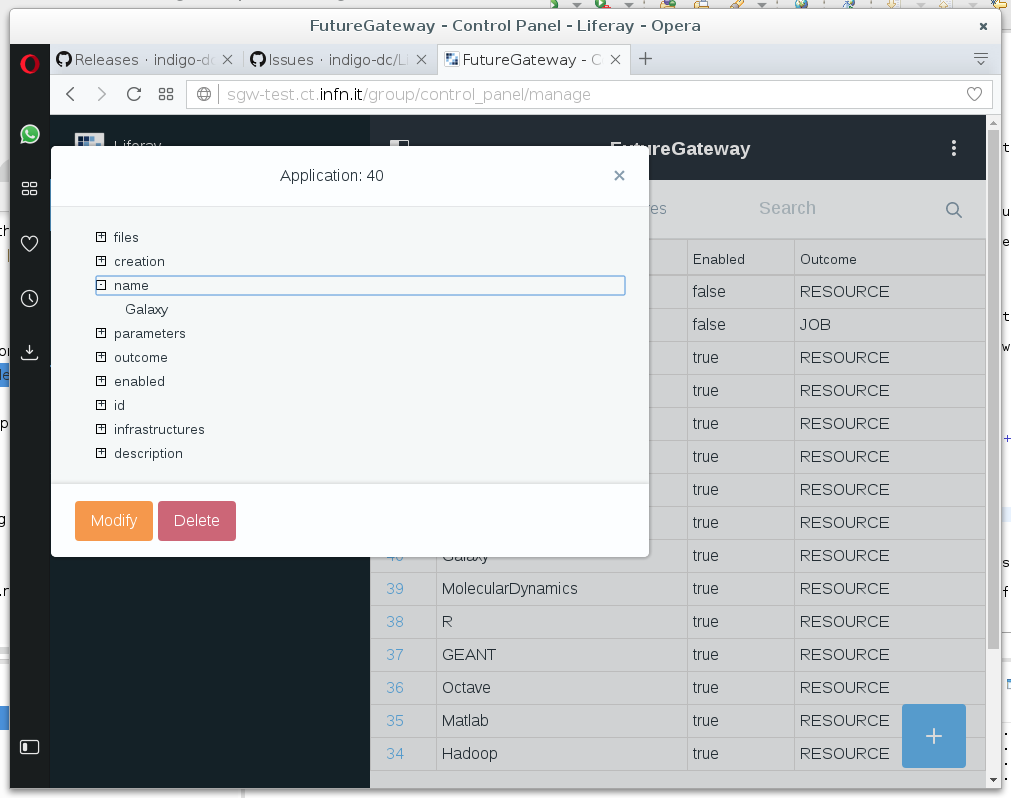 FutureGateway - Control Panel - Liferay - Opera
Releases · indigo-dc
Issues · indigo-dc/LI
FutureGateway - C
sgw-test.ct.infn.it/group/control_panel/manage
Liferay
FutureGateway
Application: 40
Search
files
creation
name
Galaxy
parameters
outcome
enabled
id
infrastructures
description
Modify
Delete
Enabled Outcome
false RESOURCE
false JOB
true RESOURCE
true RESOURCE
true RESOURCE
true RESOURCE
true RESOURCE
true RESOURCE
40 Galaxy true RESOURCE
39 MolecularDynamics true RESOURCE
38 R true RESOURCE
37 GEANT true RESOURCE
36 Octave true RESOURCE
35 Matlab true RESOURCE
34 Hadoop true RESOURCE
+